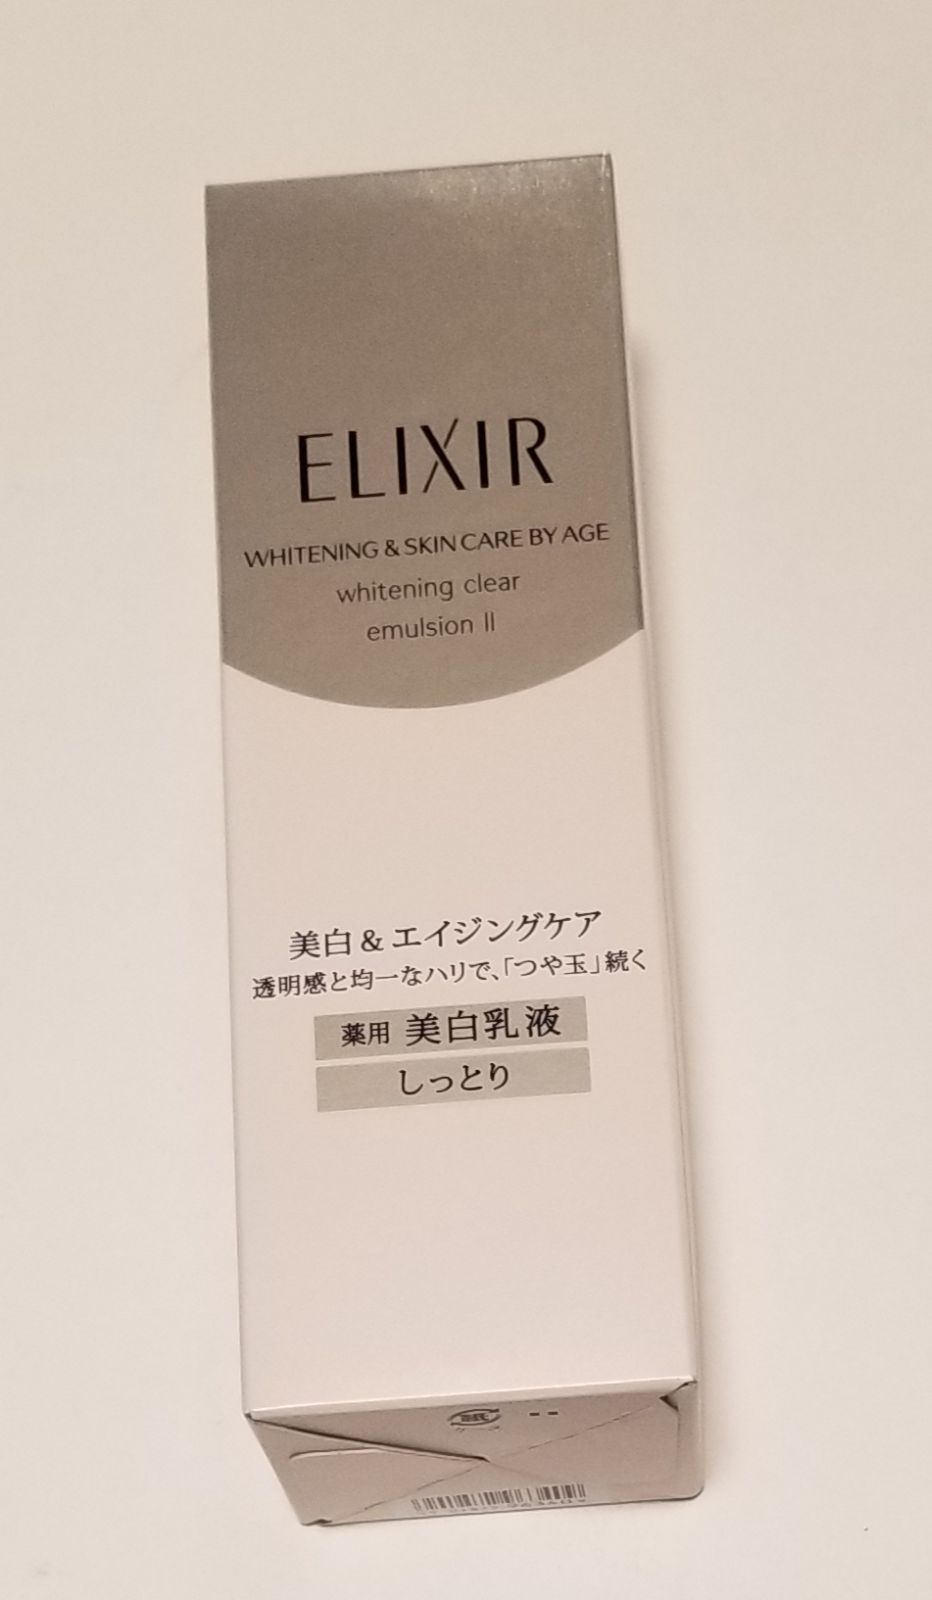 ELIXIR
WHITENING & SKIN CARE BY AGE
whitening clear
emulsion II
美白 & エイジングケア
透明感と均一なハリで、「つや玉」続く
薬用 美白乳液
しっとり